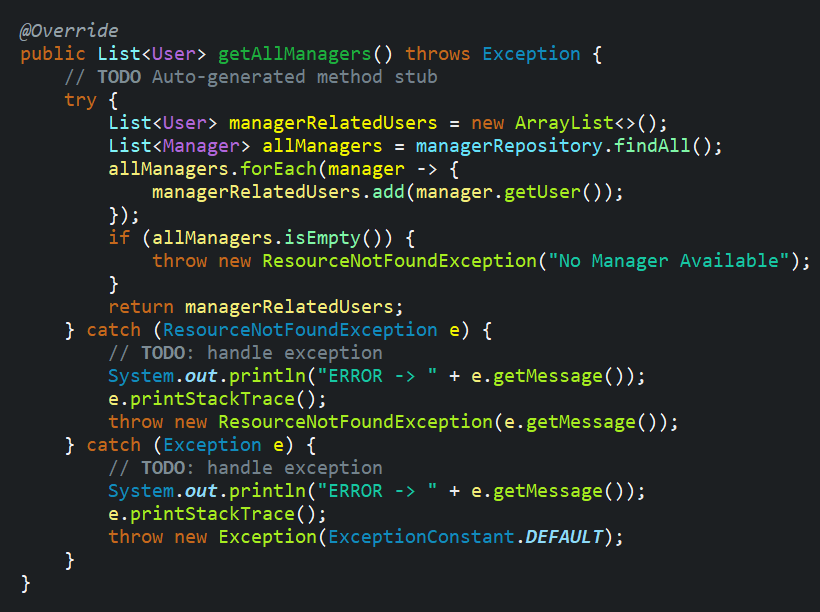 @Override
public List<User> getAllManagers() throws Exception {
    // TODO Auto-generated method stub
    try {
        List<User> managerRelatedUsers = new ArrayList<>();
        List<Manager> allManagers = managerRepository.findAll();
        allManagers.forEach(manager -> {
            managerRelatedUsers.add(manager.getUser());
        });
        if (allManagers.isEmpty()) {
            throw new ResourceNotFoundException("No Manager Available");
        }
        return managerRelatedUsers;
    } catch (ResourceNotFoundException e) {
        // TODO: handle exception
        System.out.println("ERROR -> " + e.getMessage());
        e.printStackTrace();
        throw new ResourceNotFoundException(e.getMessage());
    } catch (Exception e) {
        // TODO: handle exception
        System.out.println("ERROR -> " + e.getMessage());
        e.printStackTrace();
        throw new Exception(ExceptionConstant.DEFAULT);
    }
}